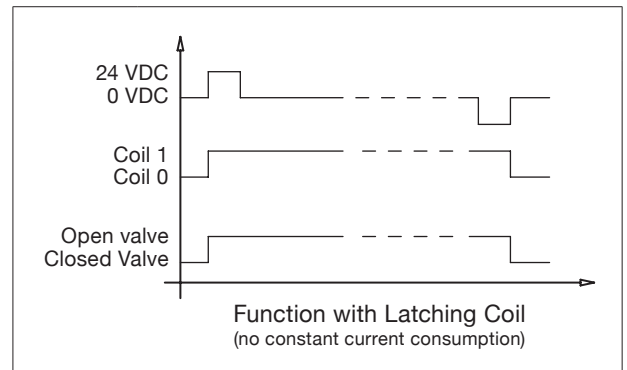 24 VDC
0 VDC
Coil 1
Coil 0
Open valve
Closed Valve
Function with Latching Coil
(no constant current consumption)